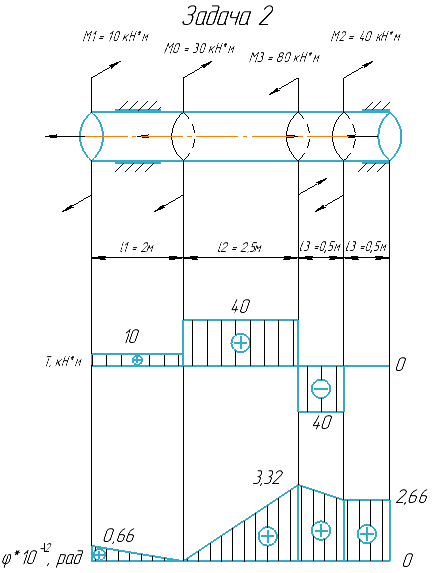 Задача 2
M1 = 10 кН*м
M0 = 30 кН*м
M3 = 80 кН*м
M2 = 40 кН*м
l1 = 2м
l2 = 2,5м
l3 =0,5м
l3 =0,5м
10
40
T, кН*м
0
40
0,66
3,32
2,66
φ*10^-2, рад
0